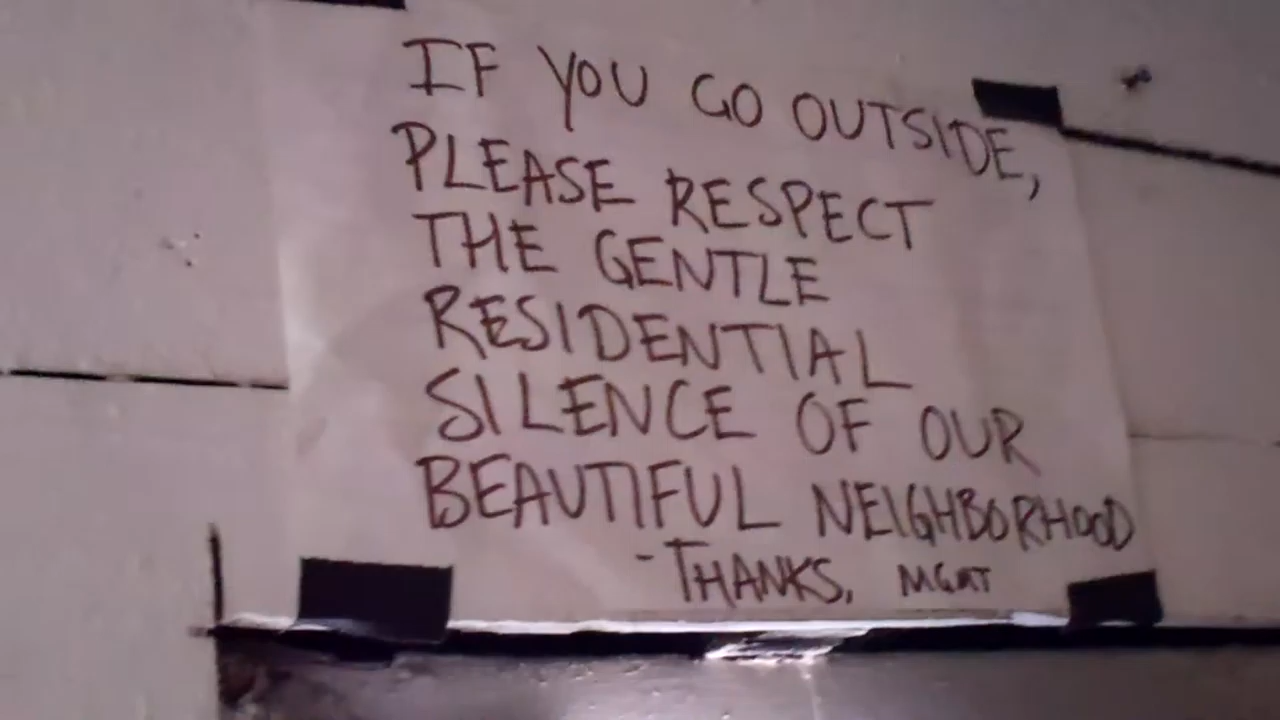 IF YOU GO OUTSIDE,
PLEASE RESPECT
THE GENTLE
RESIDENTIAL
SILENCE OF OUR
BEAUTIFUL NEIGHBORHOOD
-THANKS, MGMT